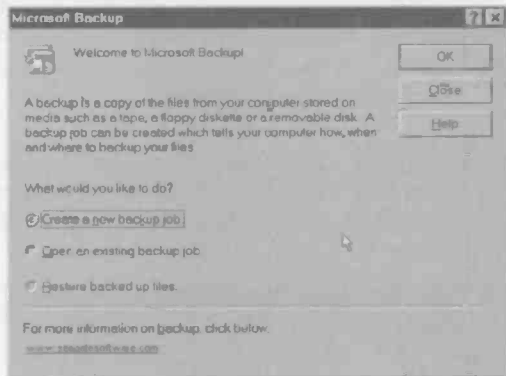 Microsoft Backup
Welcome to Microsoft Backup!
OK
Close
Help
A backup is a copy of the files from your computer stored on
media such as a tape, a floppy diskette or a removable disk. A
backup job can be created which tells your computer how, when
and where to backup your files.
What would you like to do?
Create a new backup job
Open an existing backup job
Restore backed up files.
For more information on backup, click below.